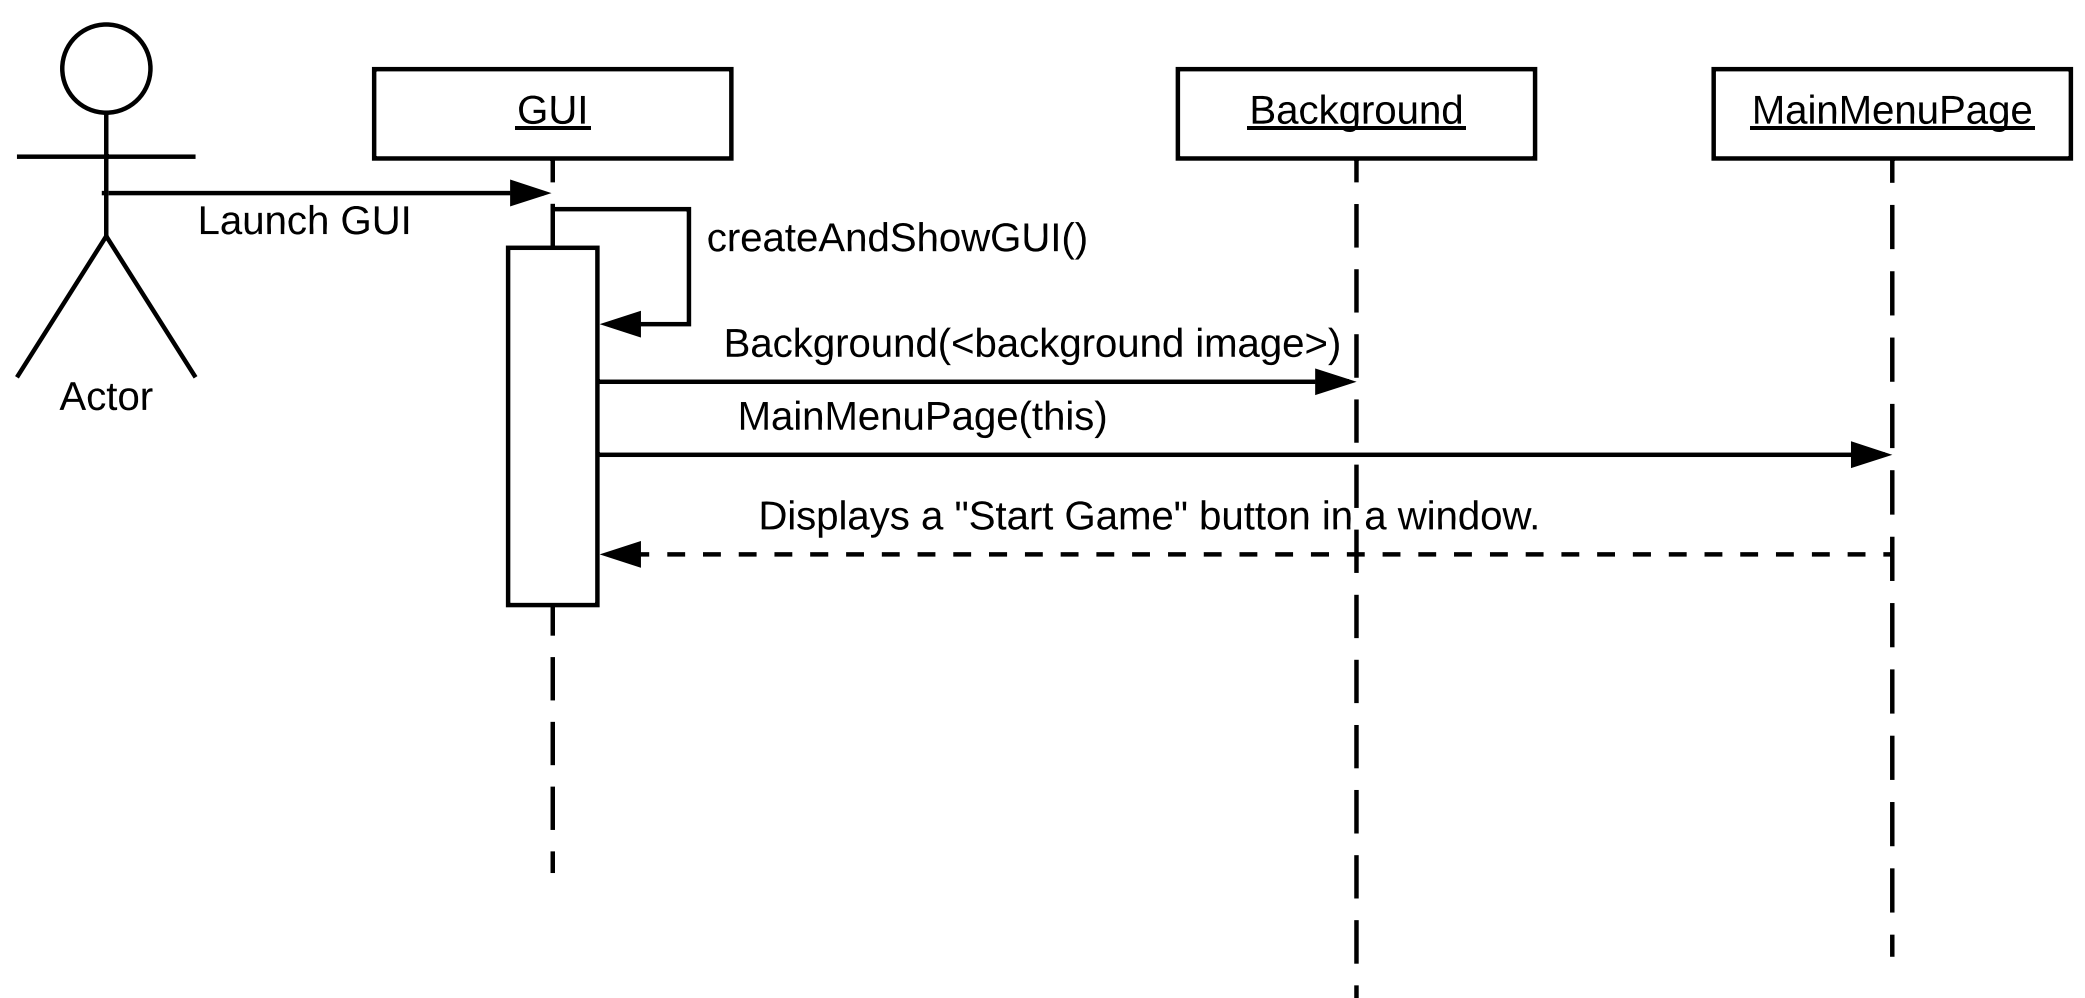 GUI
Background
MainMenuPage
Launch GUI
createAndShowGUI()
Background(<background image>)
Actor
MainMenuPage(this)
Displays a "Start Game" button in a window.